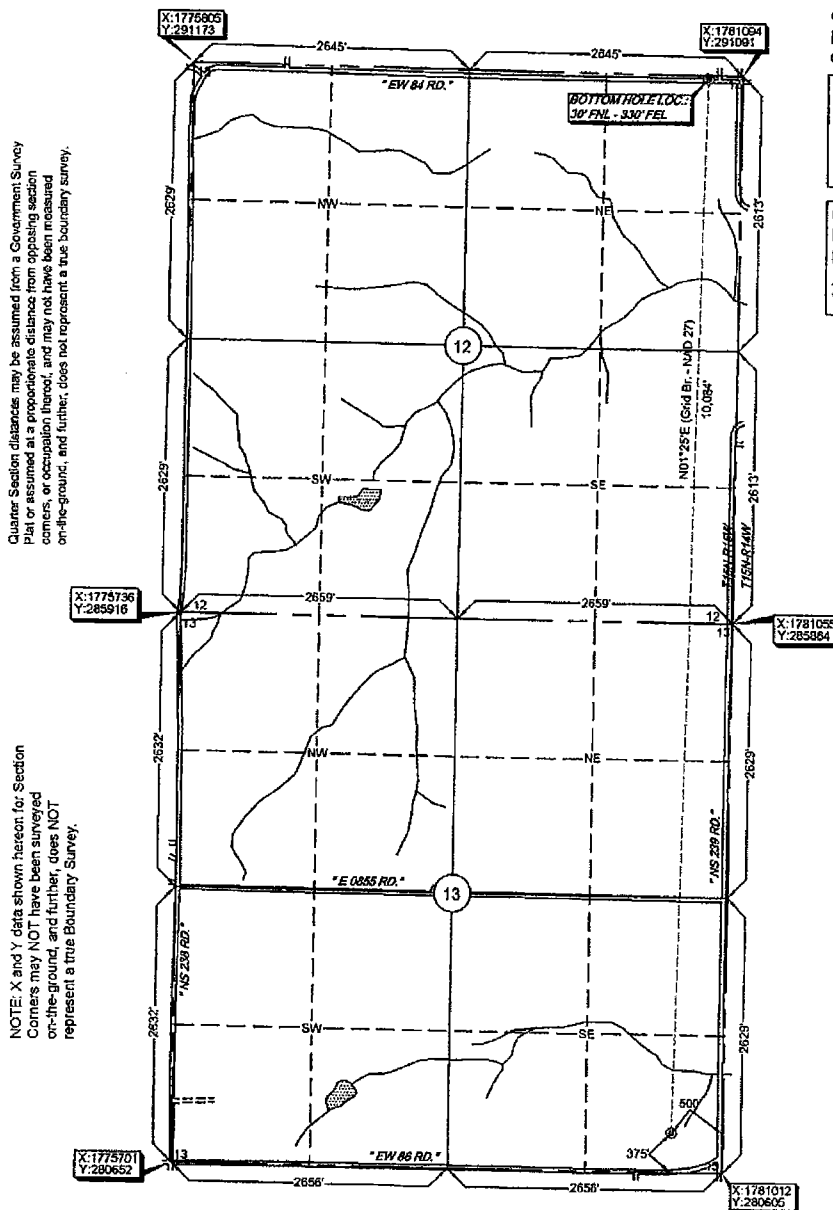 Quarter Section distances may be assumed from a Government Survey
Plat or assumed at a proportionate distance from opposing section
corners, or occupation thereof, and may not have been measured
on-the-ground, and further, does not represent a true boundary survey.
NOTE: X and Y data shown hereon for Section
Corners may NOT have been surveyed
on-the-ground, and further, does NOT
represent a true Boundary Survey.
X:1775805
Y:291173
2645'
2645'
X:1781094
Y:291091
"EW 84 RD."
BOTTOM HOLE LOC.:
30' FNL - 330' FEL
2629'
NW
NE
2613'
12
N01°25'E (Grid Br. - NAD 27)
10,084'
2629'
SW
SE
2613'
T15N-R14W
X:1775736
Y:285916
12
13
2659'
2659'
12
13
X:1781055
Y:285864
2632'
NW
NE
2629'
"NS 239 RD."
"E 0855 RD."
13
"NS 238 RD."
2632'
SW
SE
2629'
500'
375'
X:1775701
Y:280652
13
"EW 86 RD."
2656'
2656'
X:1781012
Y:280605